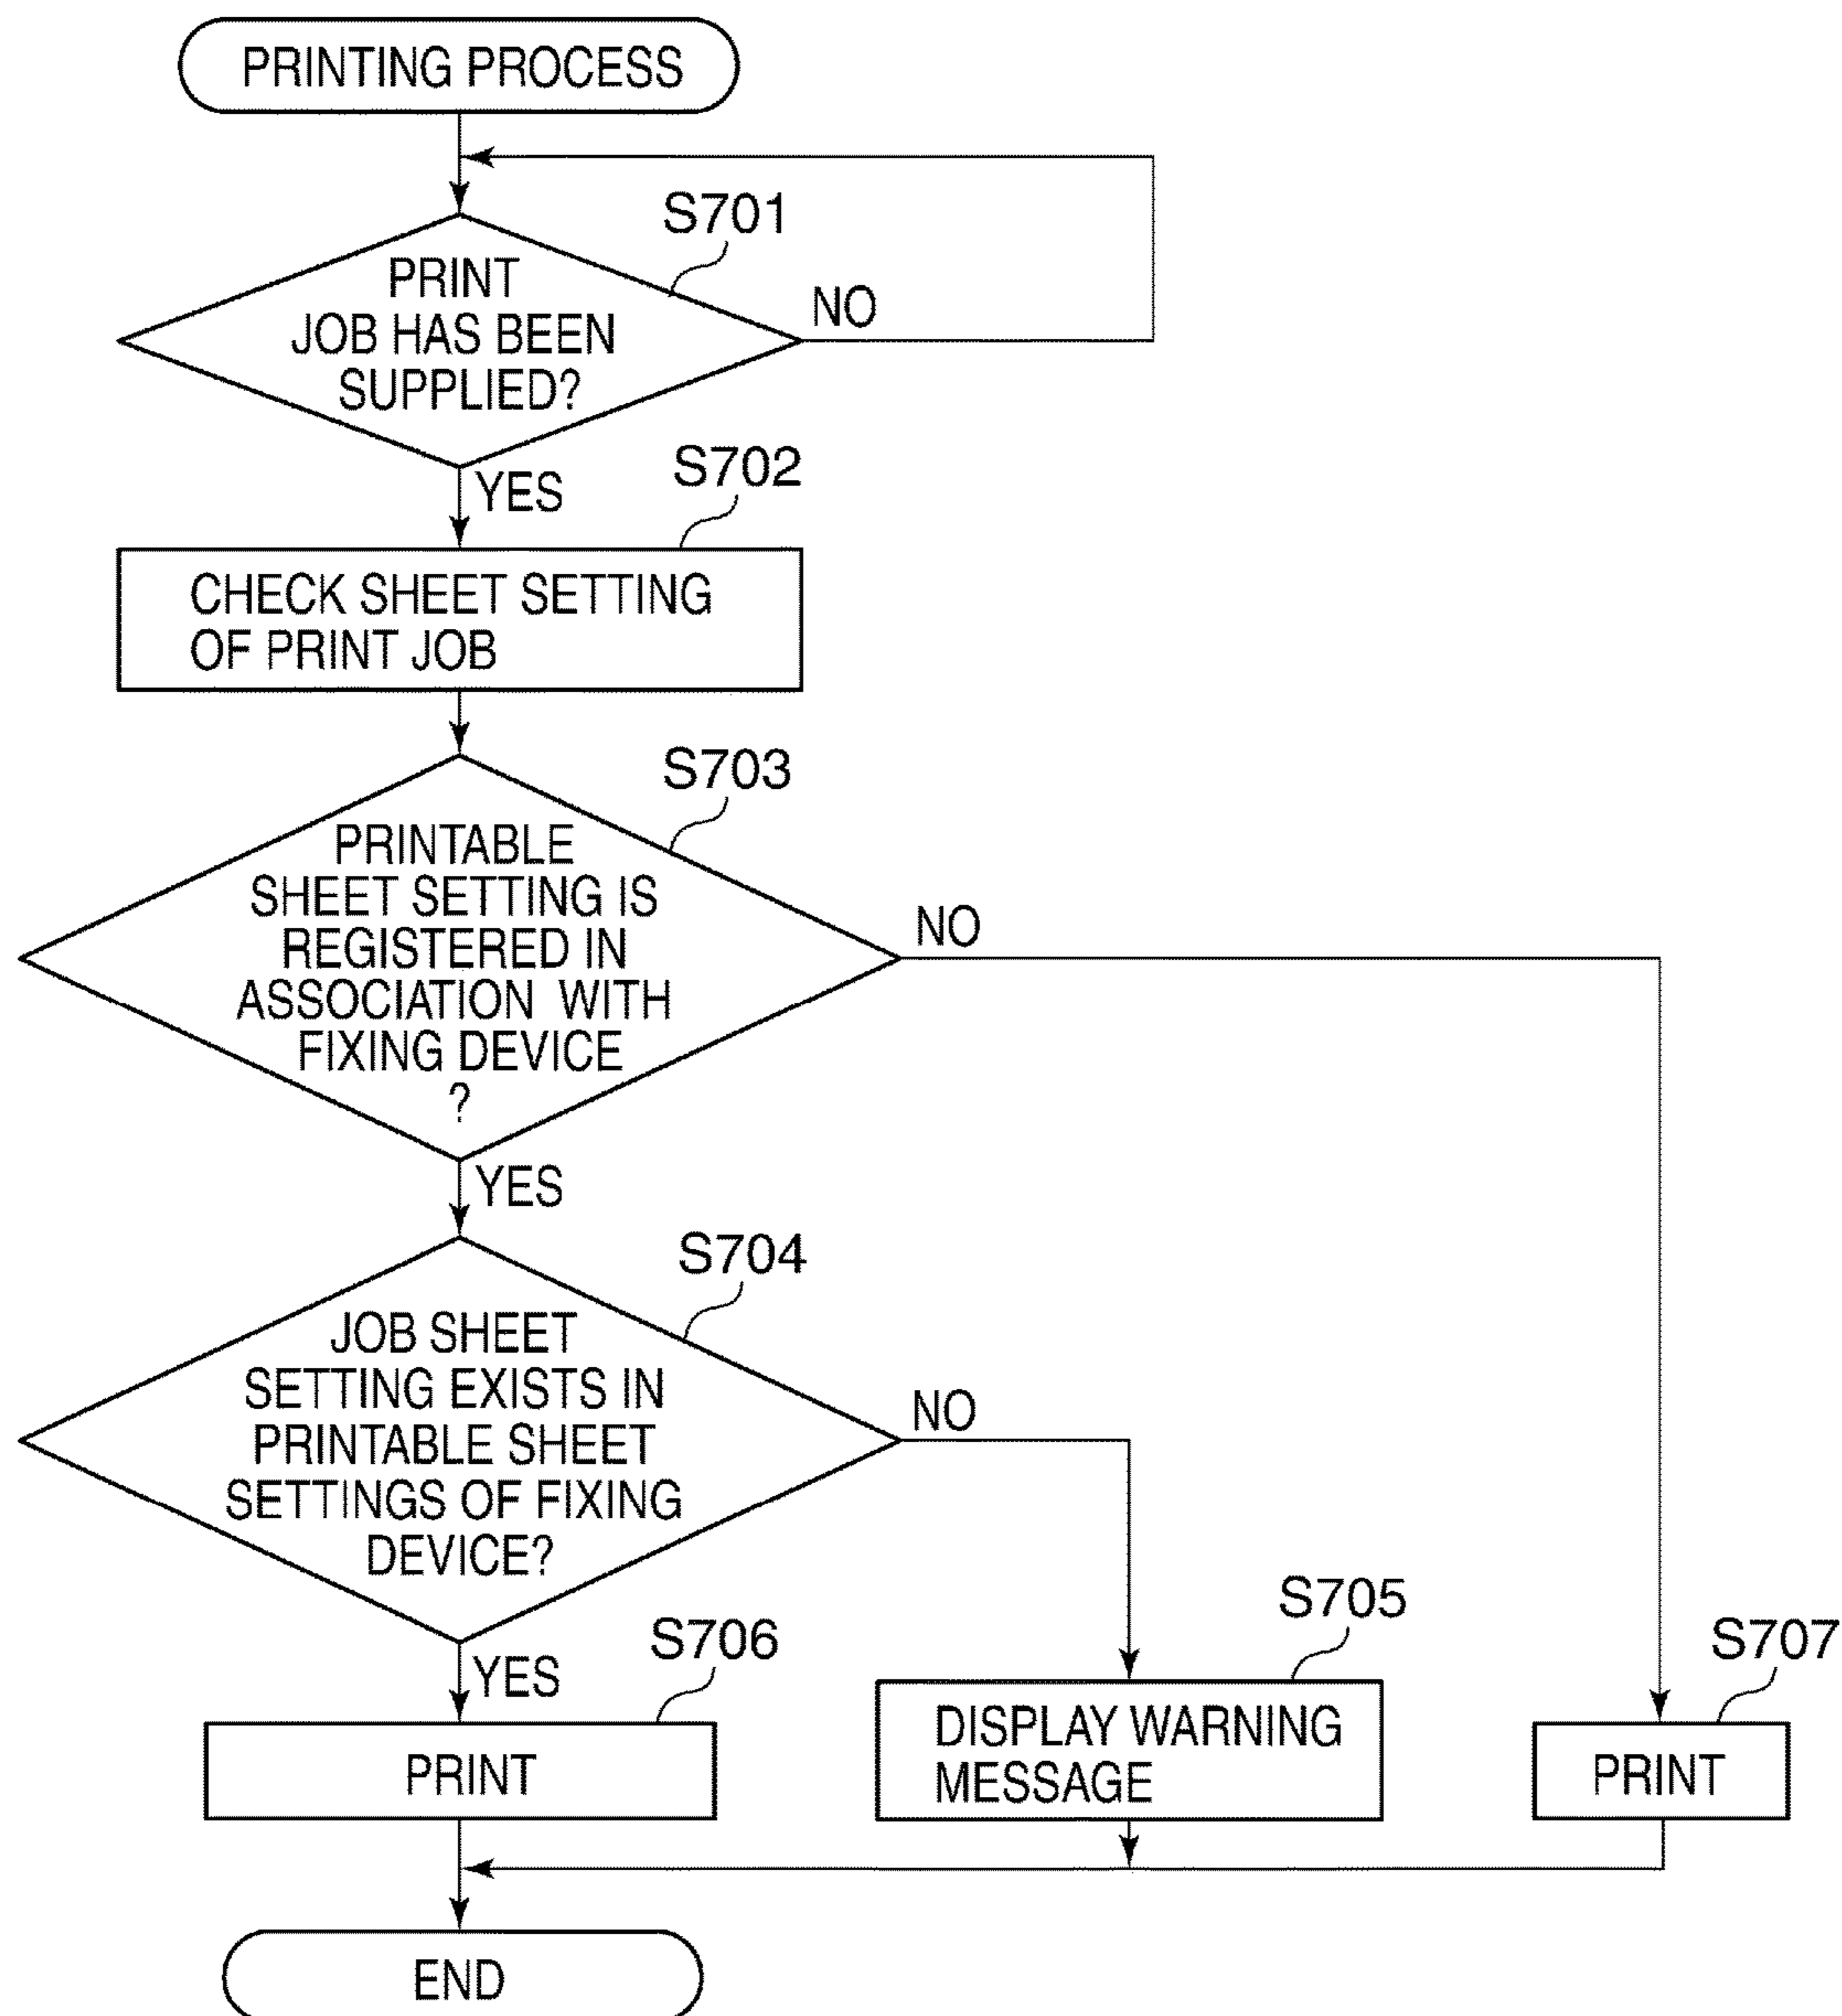 PRINTING PROCESS
S701
PRINT
JOB HAS BEEN
SUPPLIED?
NO
YES
S702
CHECK SHEET SETTING
OF PRINT JOB
S703
PRINTABLE
SHEET SETTING IS
REGISTERED IN
ASSOCIATION WITH
FIXING DEVICE
?
NO
YES
S704
JOB SHEET
SETTING EXISTS IN
PRINTABLE SHEET
SETTINGS OF FIXING
DEVICE?
NO
YES
S706
PRINT
S705
DISPLAY WARNING
MESSAGE
S707
PRINT
END